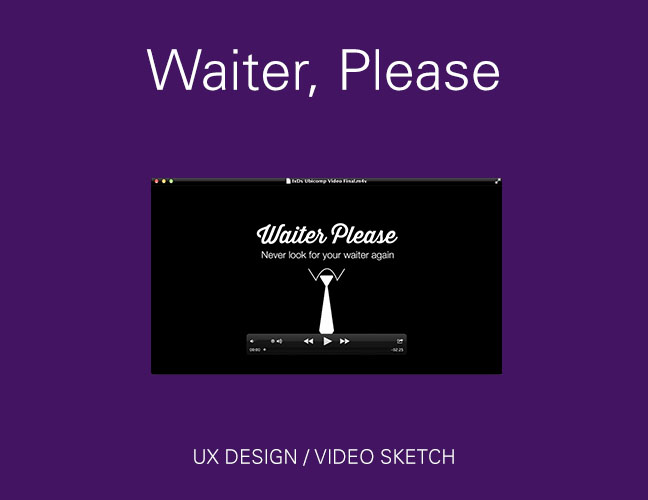 Waiter, Please
IxDs Ubicomp Video Final.m4v
Waiter Please
Never look for your waiter again
00:00
-02:25
UX DESIGN / VIDEO SKETCH